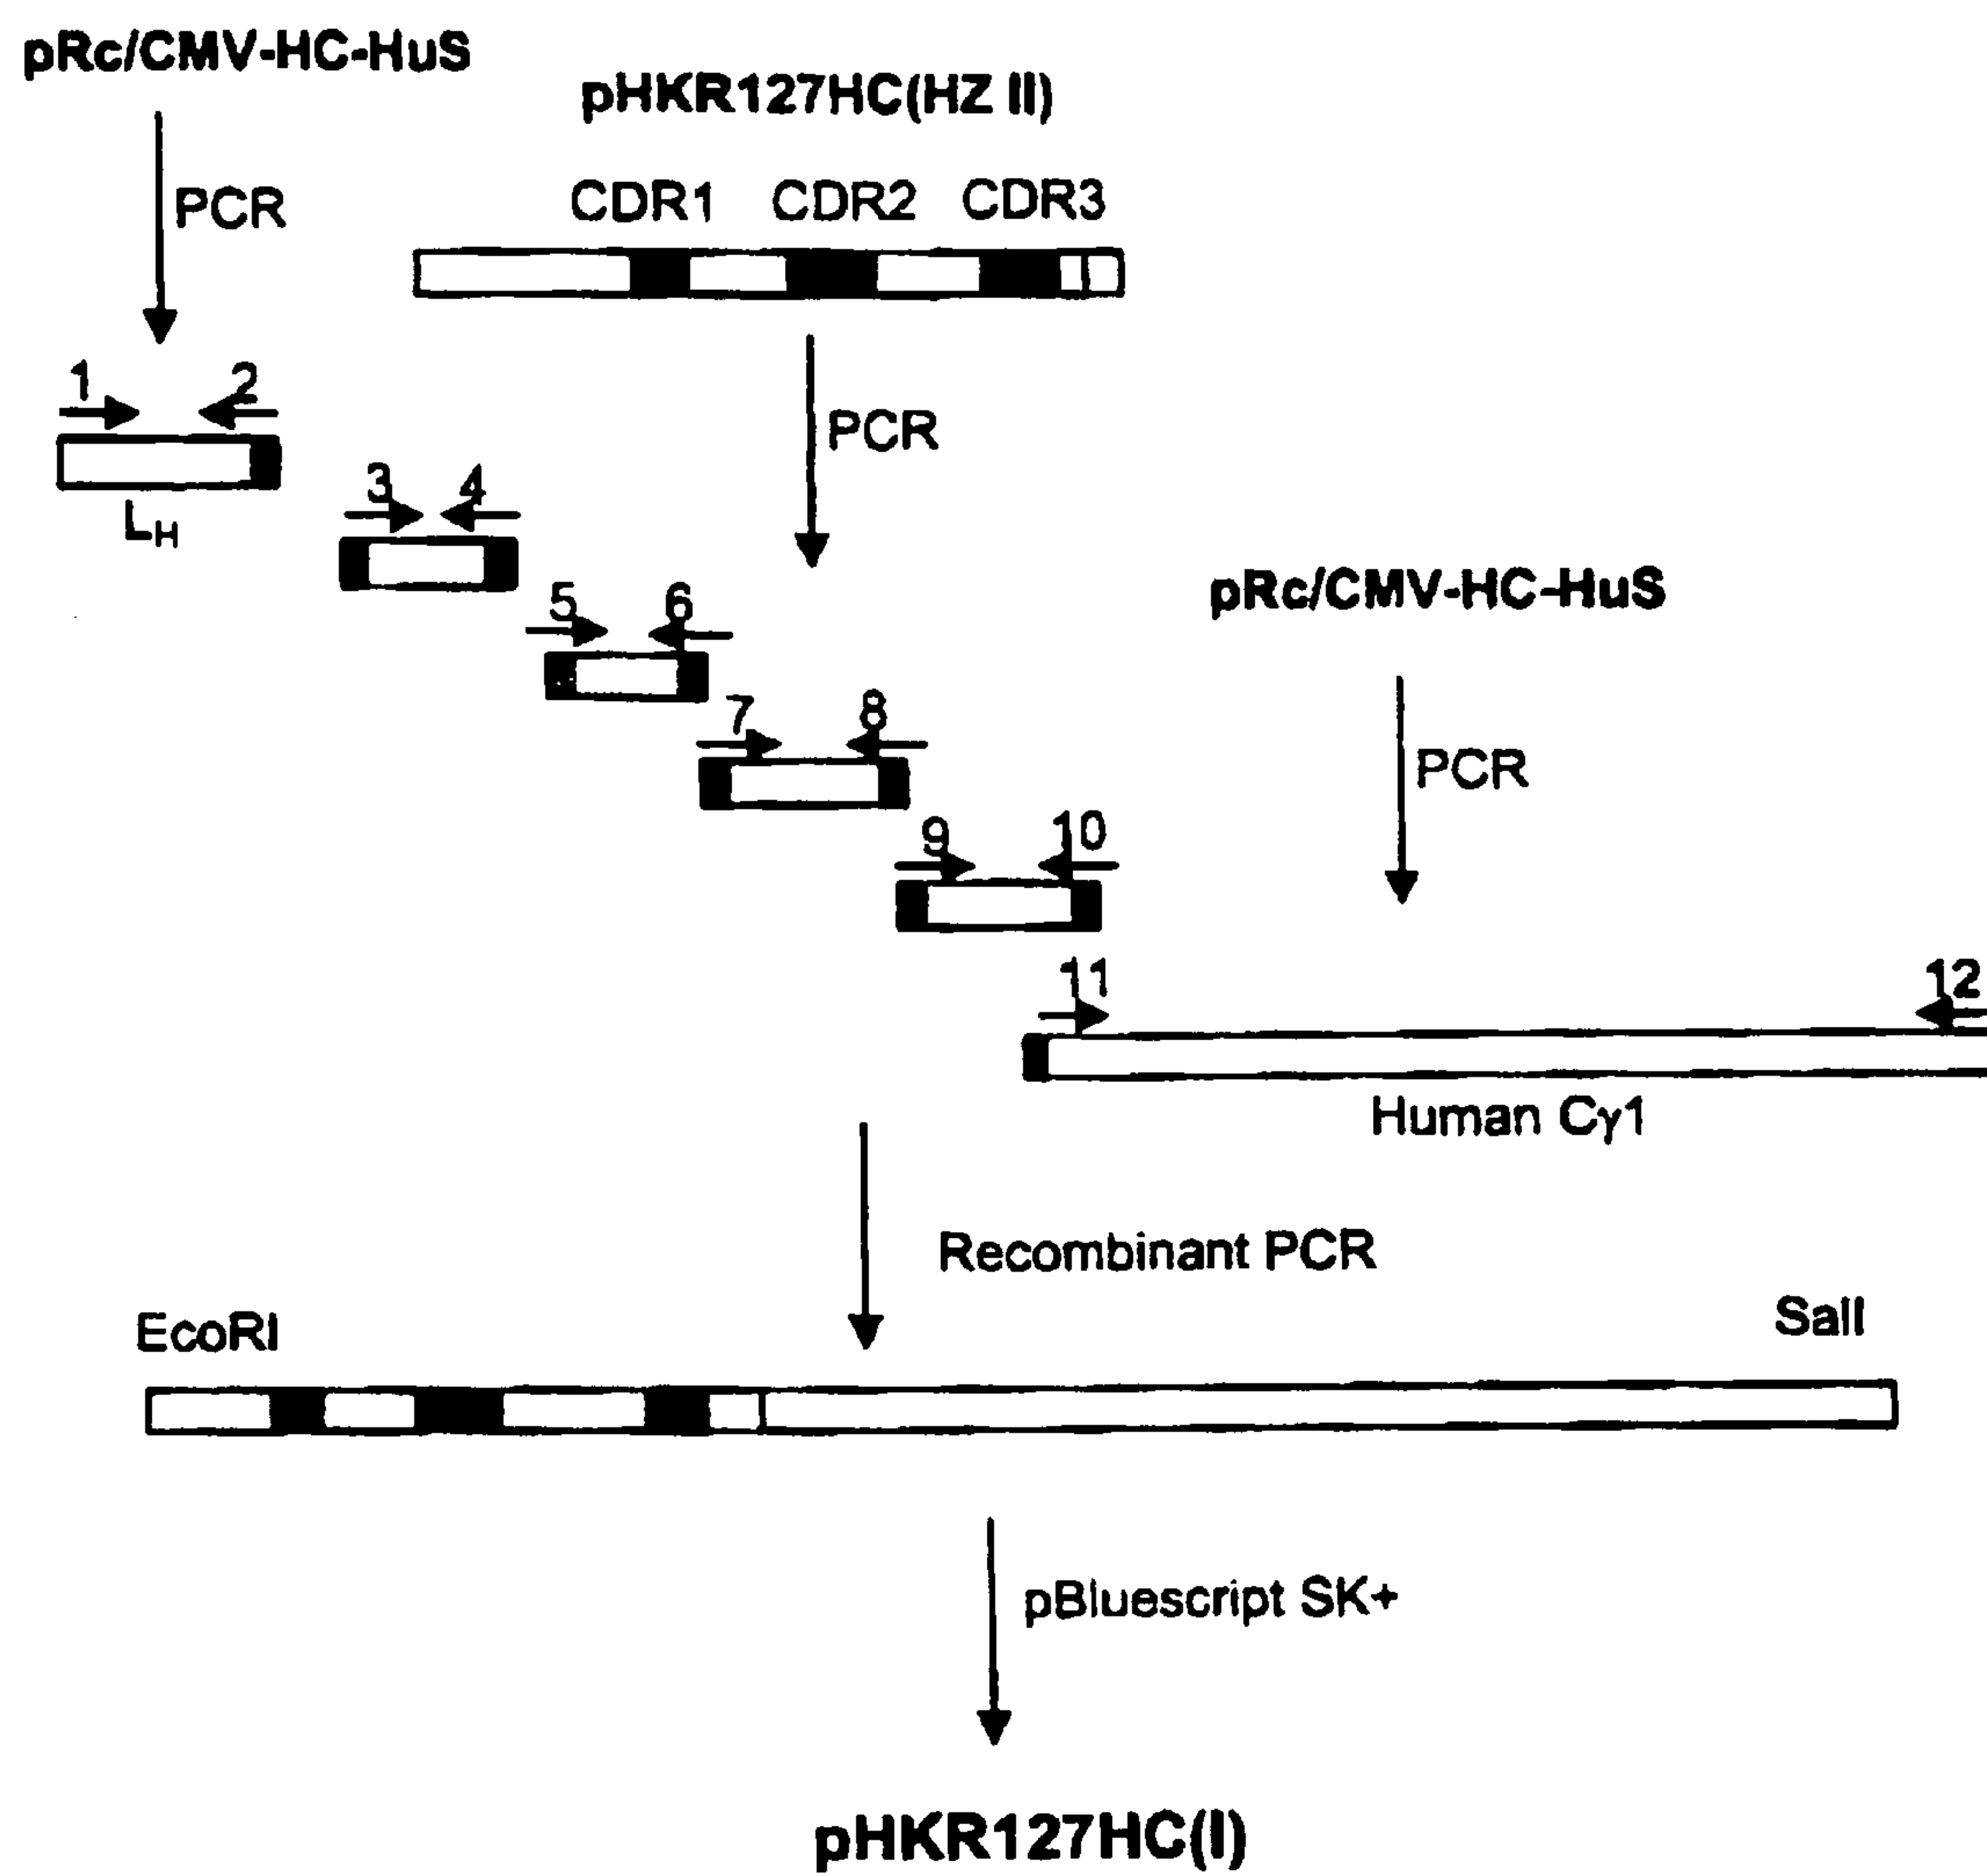 pRc/CMV-HC-HuS
pHKR127HC(HZ II)
PCR
CDR1 CDR2 CDR3
1 2
LH
PCR
3 4
5 6
pRc/CMV-HC-HuS
7 8
PCR
9 10
11 12
Human Cγ1
Recombinant PCR
EcoRI SalI
pBluescript SK+
pHKR127HC(I)